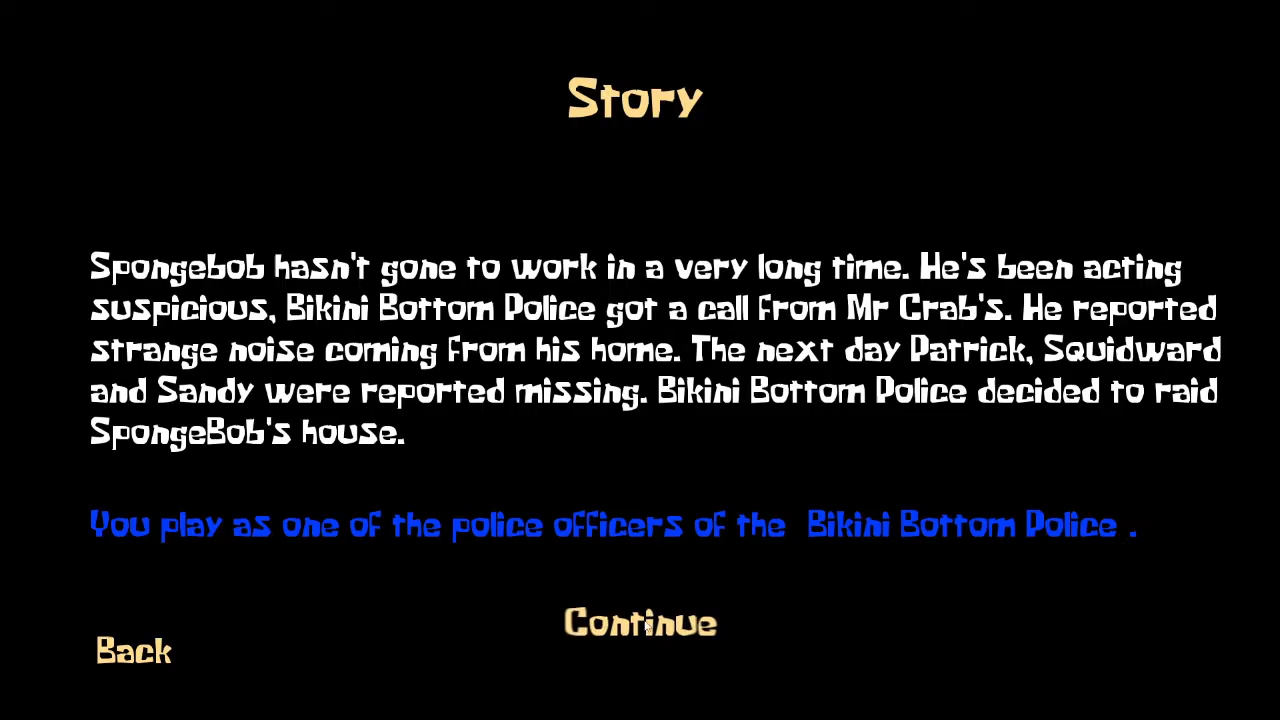 Story
Spongebob hasn't gone to work in a very long time. He's been acting
suspicious, Bikini Bottom Police got a call from Mr Crab's. He reported
strange noise coming from his home. The next day Patrick, Squidward
and Sandy were reported missing. Bikini Bottom Police decided to raid
SpongeBob's house.
You play as one of the police officers of the  Bikini Bottom Police .
Continue
Back